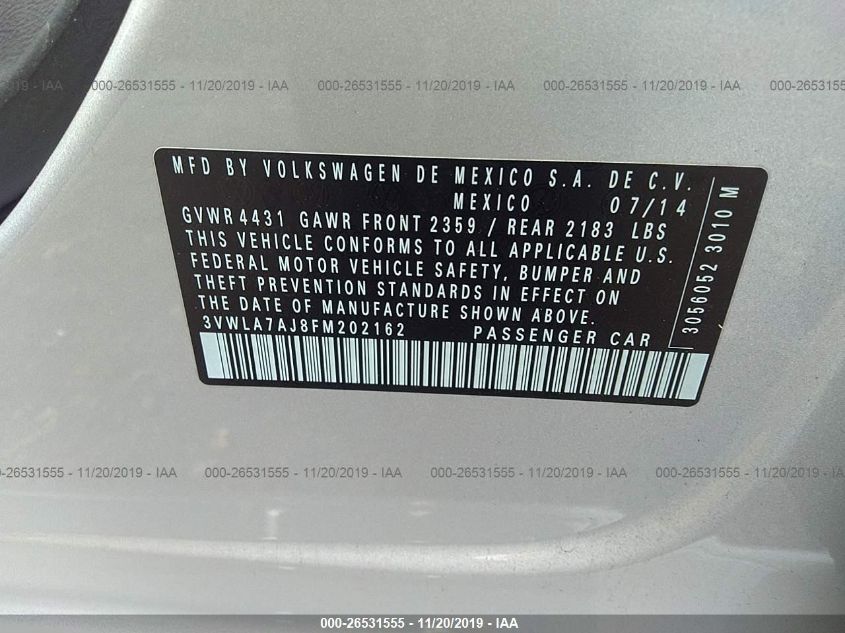 2019 - IAA 000-26531555 - 11/20/2019 - IAA 000-26531555 - 11/20/2019 - IAA 000-26531555 - 11/20/2019 - IAA 000-26531555
MFD BY VOLKSWAGEN DE MEXICO S.A. DE C.V.
MEXICO 07/14
GVWR 4431 GAWR FRONT 2359 / REAR 2183 LBS
THIS VEHICLE CONFORMS TO ALL APPLICABLE U.S.
FEDERAL MOTOR VEHICLE SAFETY, BUMPER AND
THEFT PREVENTION STANDARDS IN EFFECT ON
THE DATE OF MANUFACTURE SHOWN ABOVE.
3VWLA7AJ8FM202162 PASSENGER CAR
3056052 3010 M
000-26531555 - 11/20/2019 - IAA 000-26531555 - 11/20/2019 - IAA 000-26531555 - 11/20/2019 - IAA 000-26531555 - 11/20/2019
000-26531555 - 11/20/2019 - IAA